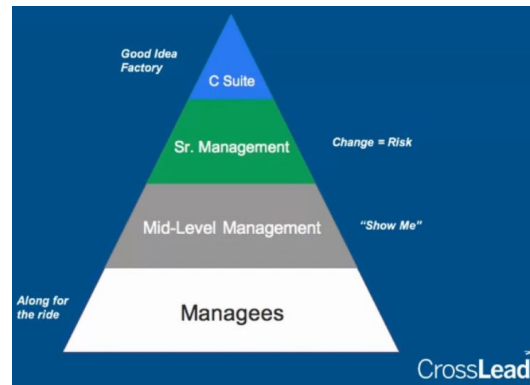 Good Idea
Factory
C Suite
Sr. Management
Change = Risk
Mid-Level Management
“Show Me”
Along for
the ride
Managees
CrossLead